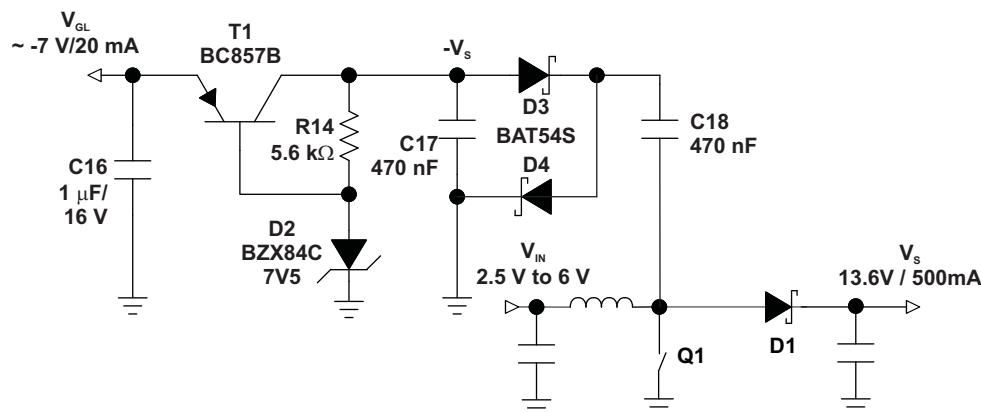 V_GL
~ -7 V/20 mA
T1
BC857B
-V_S
C16
1 μF/
16 V
R14
5.6 kΩ
C17
470 nF
D3
BAT54S
D4
C18
470 nF
D2
BZX84C
7V5
V_IN
2.5 V to 6 V
V_S
13.6V / 500mA
Q1
D1